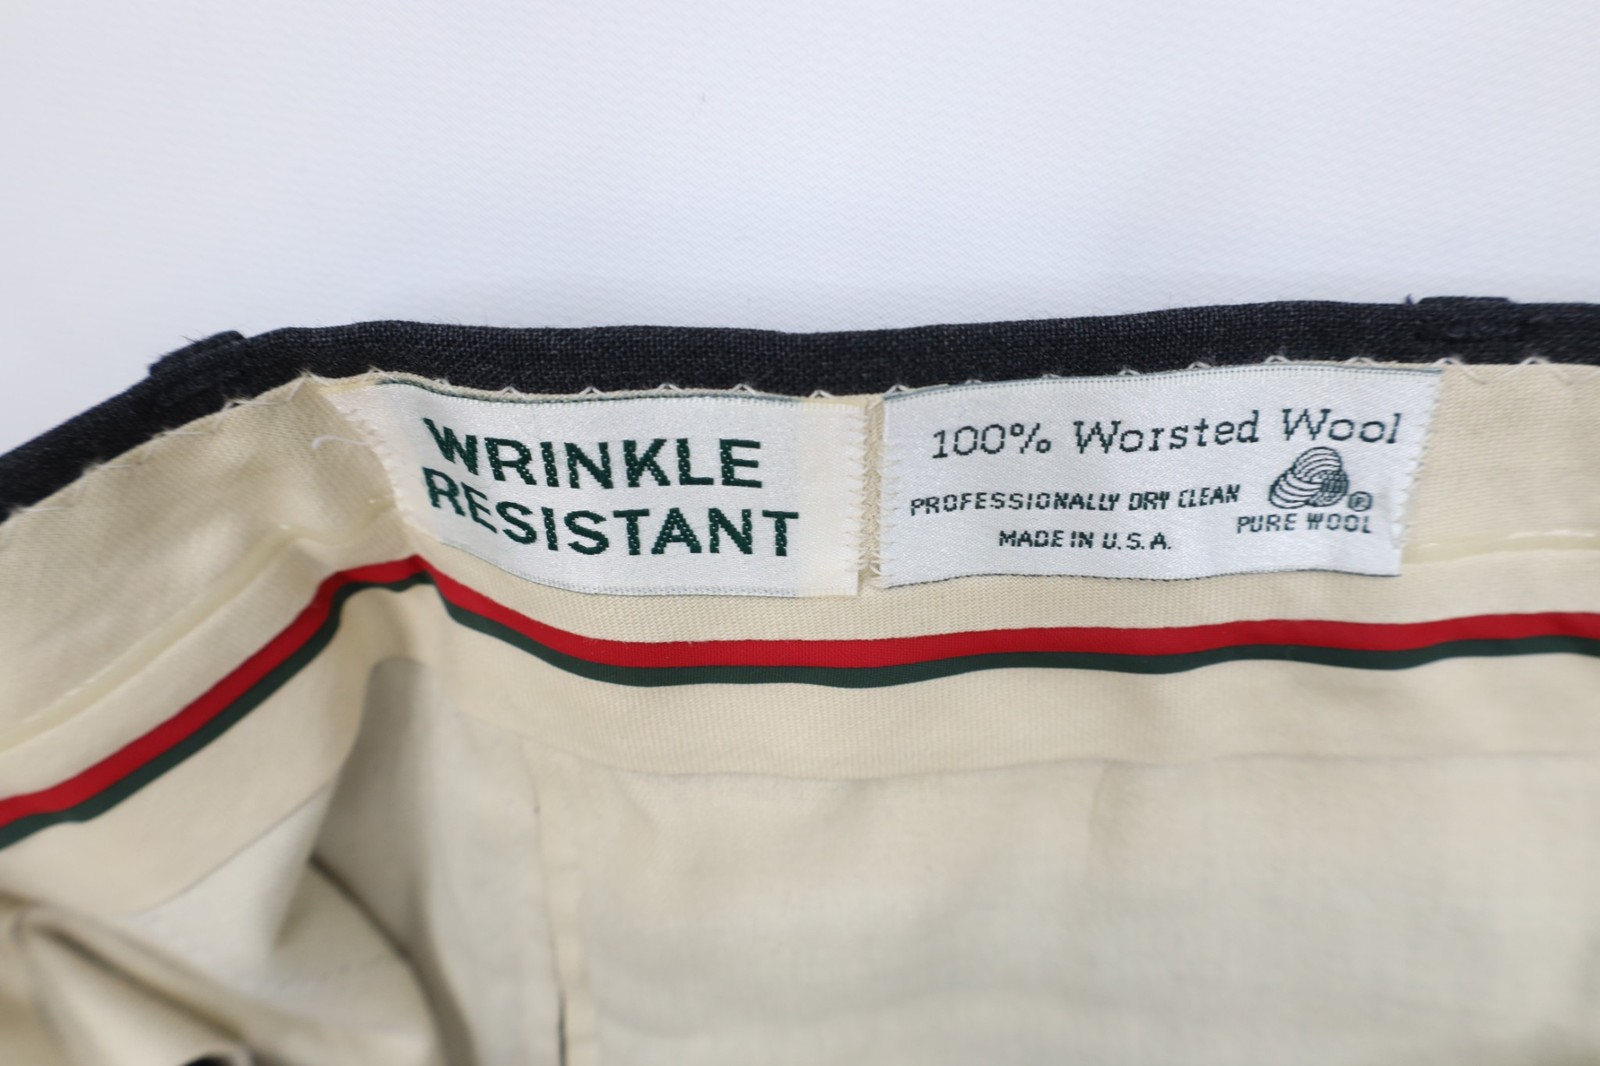 WRINKLE
RESISTANT
100% Worsted Wool
PROFESSIONALLY DRY CLEAN
MADE IN U.S.A.
®
PURE WOOL